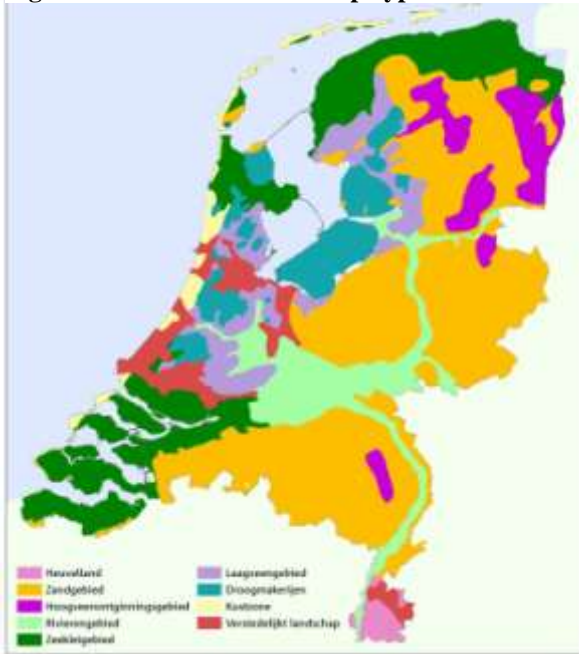 Heuvelland
Zandgebied
Hoogveenontginningsgebied
Rivierengebied
Zeekleigebied
Laagveengebied
Droogmakerijen
Kustzone
Verstedelijkt landschap